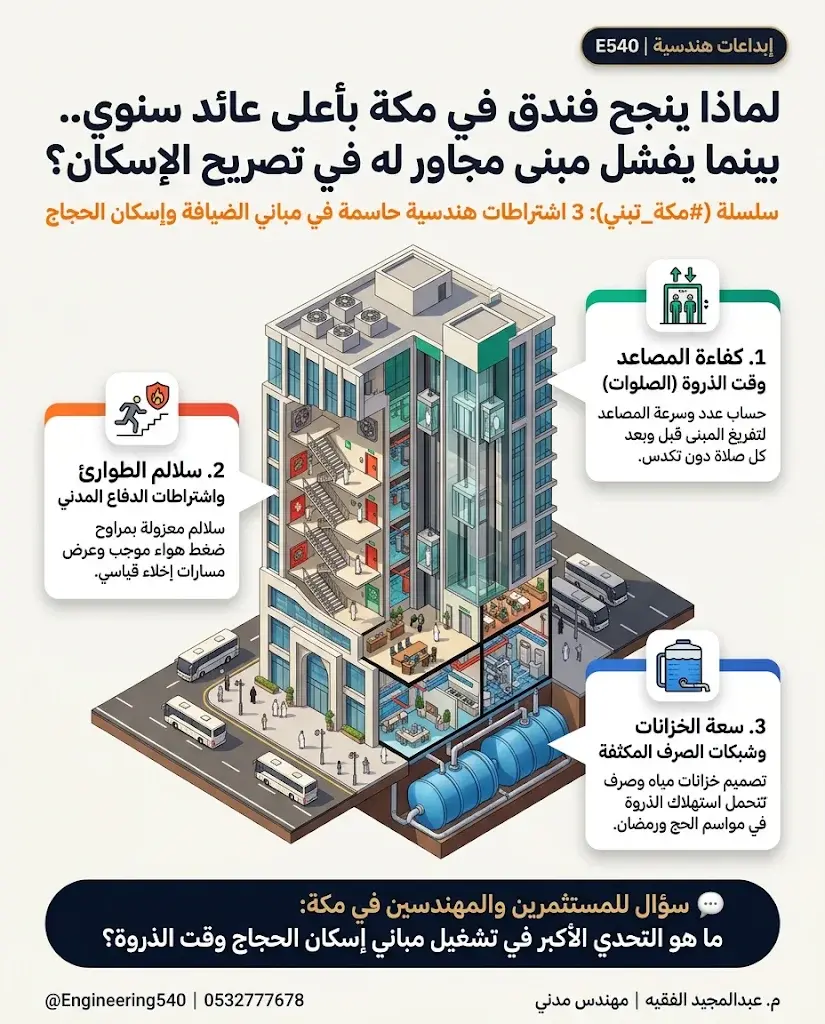 إبداعات هندسية | E540
لماذا ينجح فندق في مكة بأعلى عائد سنوي..
بينما يفشل مبنى مجاور له في تصريح الإسكان؟
سلسلة (#مكة_تبني): 3 اشتراطات هندسية حاسمة في مباني الضيافة وإسكان الحجاج
1. كفاءة المصاعد
وقت الذروة (الصلوات)
حساب عدد وسرعة المصاعد
لتفريغ المبنى قبل وبعد
كل صلاة دون تكدس.
2. سلالم الطوارئ
واشتراطات الدفاع المدني
سلالم معزولة بمراوح
ضغط هواء موجب وعرض
مسارات إخلاء قياسي.
3. سعة الخزانات
وشبكات الصرف المكثفة
تصميم خزانات مياه وصرف
تتحمل استهلاك الذروة
في مواسم الحج ورمضان.
💬 سؤال للمستثمرين والمهندسين في مكة:
ما هو التحدي الأكبر في تشغيل مباني إسكان الحجاج وقت الذروة؟
م. عبدالمجيد الفقيه | مهندس مدني
@Engineering540 | 0532777678